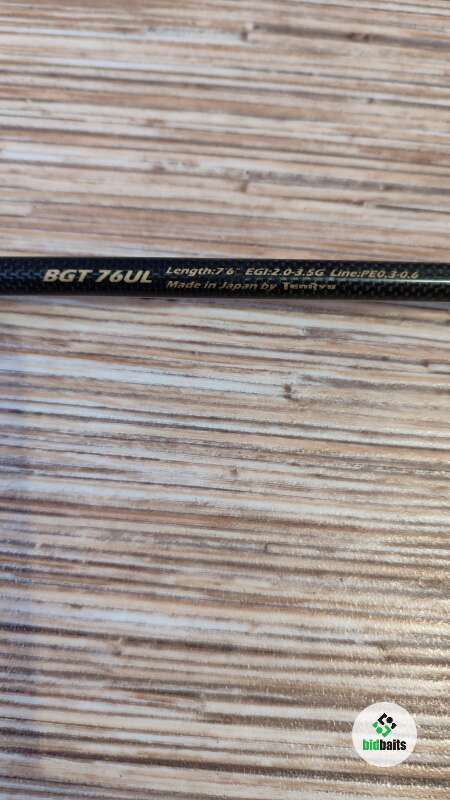 BGT 76UL Length:7'6" EGI:2.0-3.5G Line:PE0.3-0.6
Made in Japan by TENRYU
bidbaits